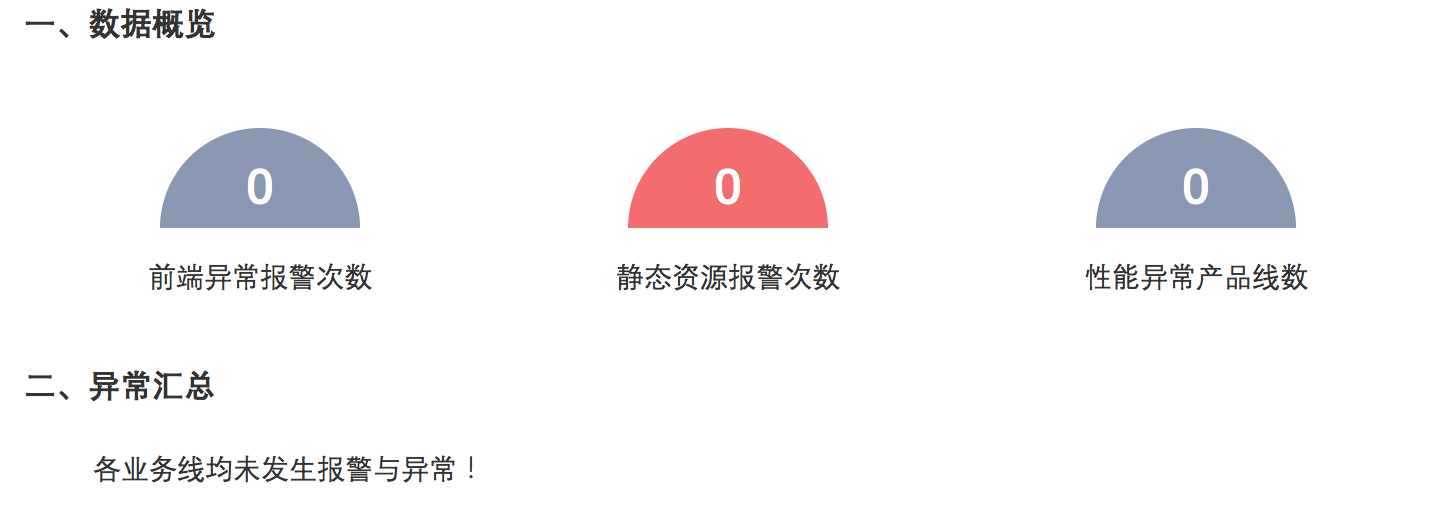 一、数据概览
0 0 0
前端异常报警次数 静态资源报警次数 性能异常产品线数
二、异常汇总
各业务线均未发生报警与异常！